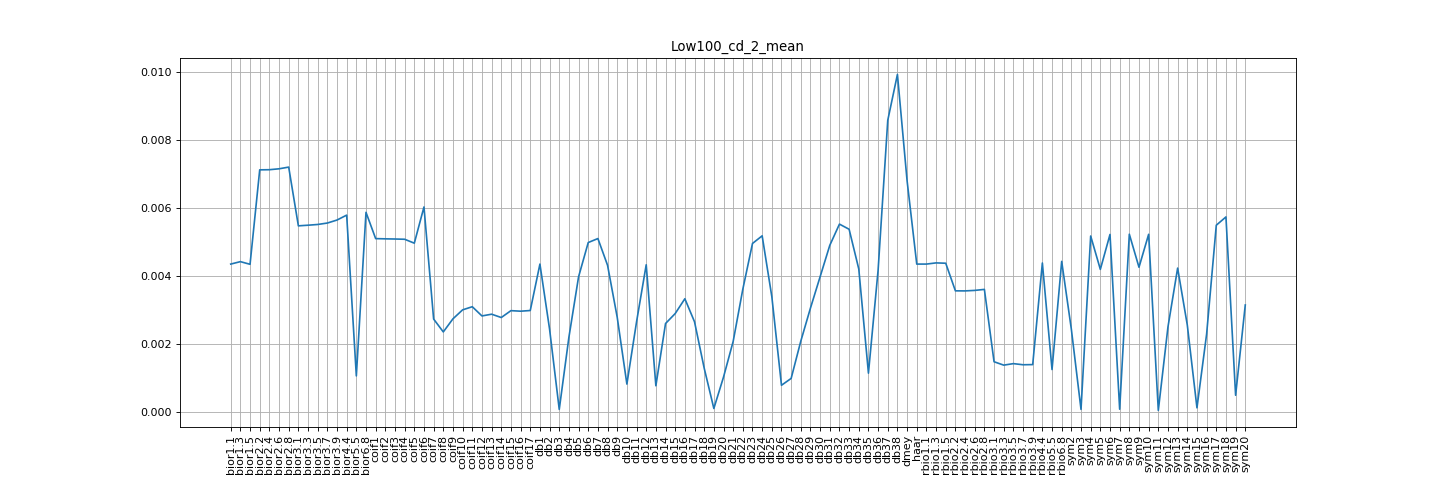 Low100_cd_2_mean
0.010
0.008
0.006
0.004
0.002
0.000
bior1.1
bior1.3
bior1.5
bior2.2
bior2.4
bior2.6
bior2.8
bior3.1
bior3.3
bior3.5
bior3.7
bior3.9
bior4.4
bior5.5
bior6.8
coif1
coif2
coif3
coif4
coif5
coif6
coif7
coif8
coif9
coif10
coif11
coif12
coif13
coif14
coif15
coif16
coif17
db1
db2
db3
db4
db5
db6
db7
db8
db9
db10
db11
db12
db13
db14
db15
db16
db17
db18
db19
db20
db21
db22
db23
db24
db25
db26
db27
db28
db29
db30
db31
db32
db33
db34
db35
db36
db37
db38
dmey
haar
rbio1.1
rbio1.3
rbio1.5
rbio2.2
rbio2.4
rbio2.6
rbio2.8
rbio3.1
rbio3.3
rbio3.5
rbio3.7
rbio3.9
rbio4.4
rbio5.5
rbio6.8
sym2
sym3
sym4
sym5
sym6
sym7
sym8
sym9
sym10
sym11
sym12
sym13
sym14
sym15
sym16
sym17
sym18
sym19
sym20